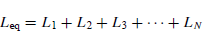 L_eq = L_1 + L_2 + L_3 + ⋯ + L_N